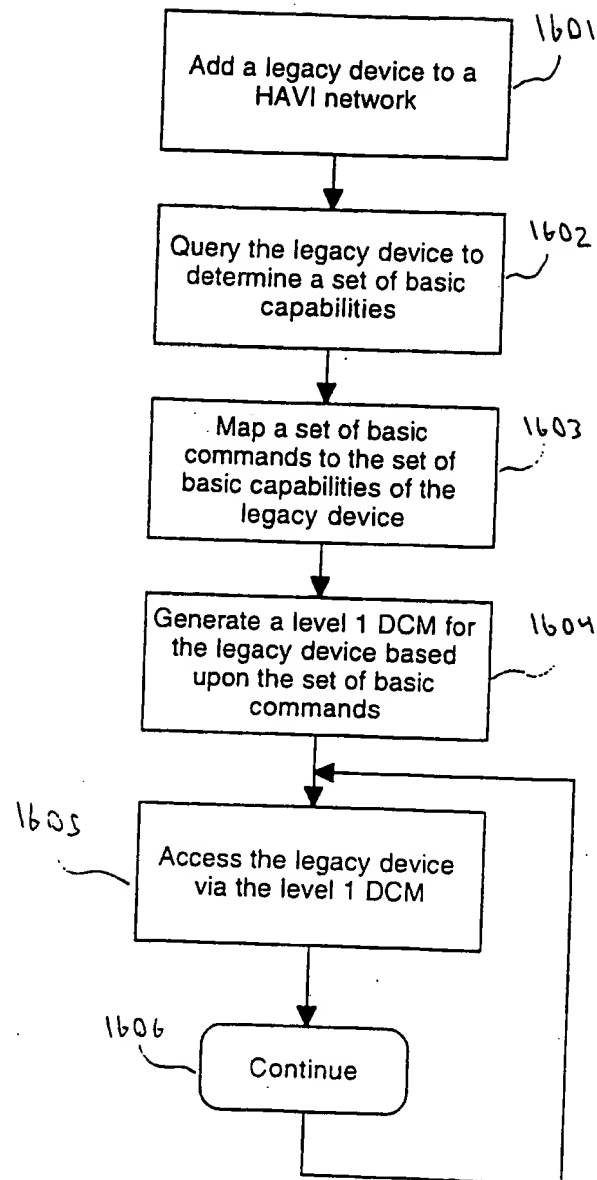 1601
Add a legacy device to a
HAVI network
1602
Query the legacy device to
determine a set of basic
capabilities
1603
Map a set of basic
commands to the set of
basic capabilities of the
legacy device
1604
Generate a level 1 DCM for
the legacy device based
upon the set of basic
commands
1605
Access the legacy device
via the level 1 DCM
1606
Continue